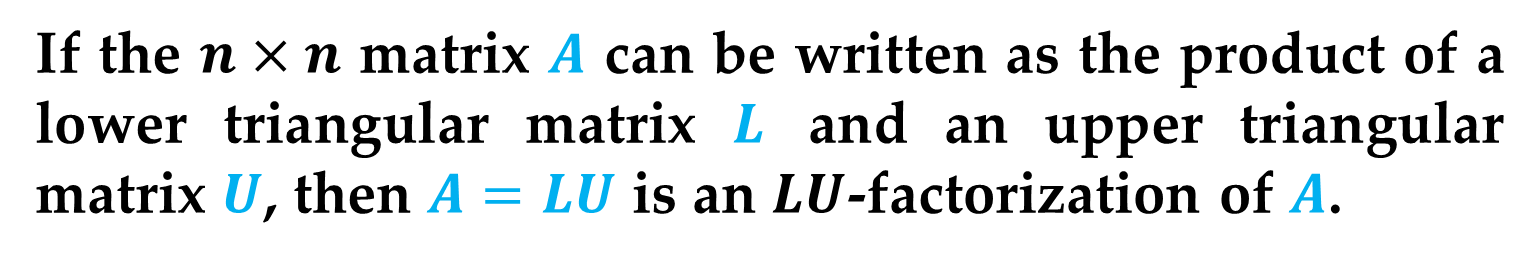 If the n × n matrix A can be written as the product of a
lower triangular matrix L and an upper triangular
matrix U, then A = LU is an LU-factorization of A.